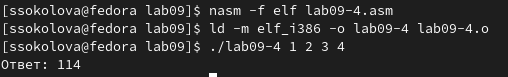 [ssokolova@fedora lab09]$ nasm -f elf lab09-4.asm
[ssokolova@fedora lab09]$ ld -m elf_i386 -o lab09-4 lab09-4.o
[ssokolova@fedora lab09]$ ./lab09-4 1 2 3 4
Ответ: 114